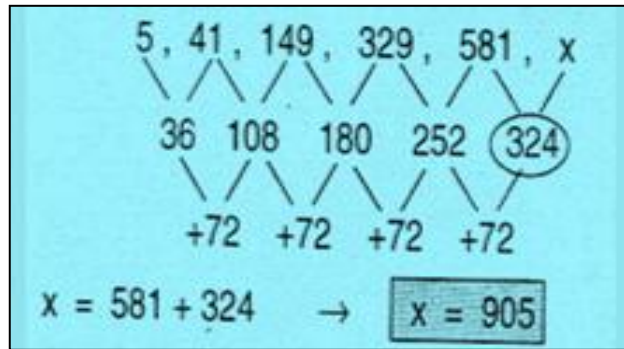 5, 41, 149, 329, 581, x
36 108 180 252 324
+72 +72 +72 +72
x = 581 + 324 → x = 905